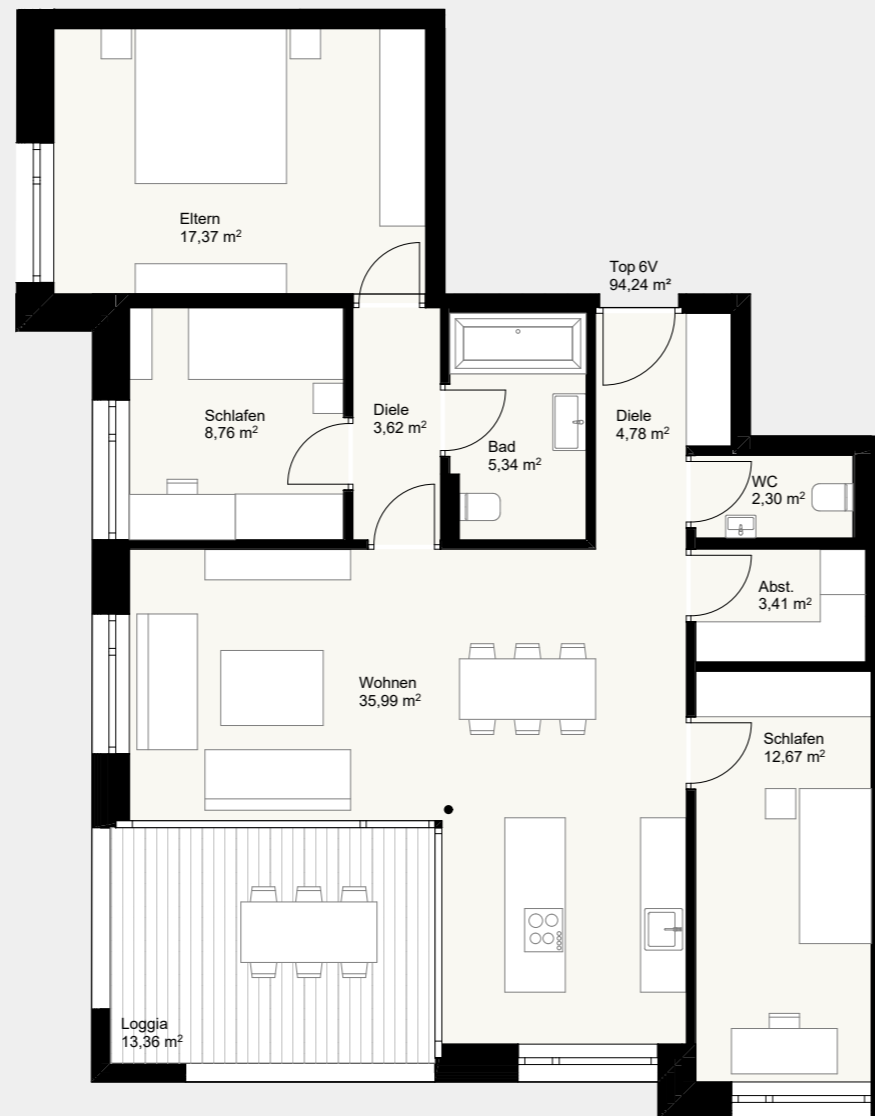 Eltern
17,37 m²
Top 6V
94,24 m²
Schlafen
8,76 m²
Diele
3,62 m²
Bad
5,34 m²
Diele
4,78 m²
WC
2,30 m²
Abst.
3,41 m²
Wohnen
35,99 m²
Schlafen
12,67 m²
Loggia
13,36 m²